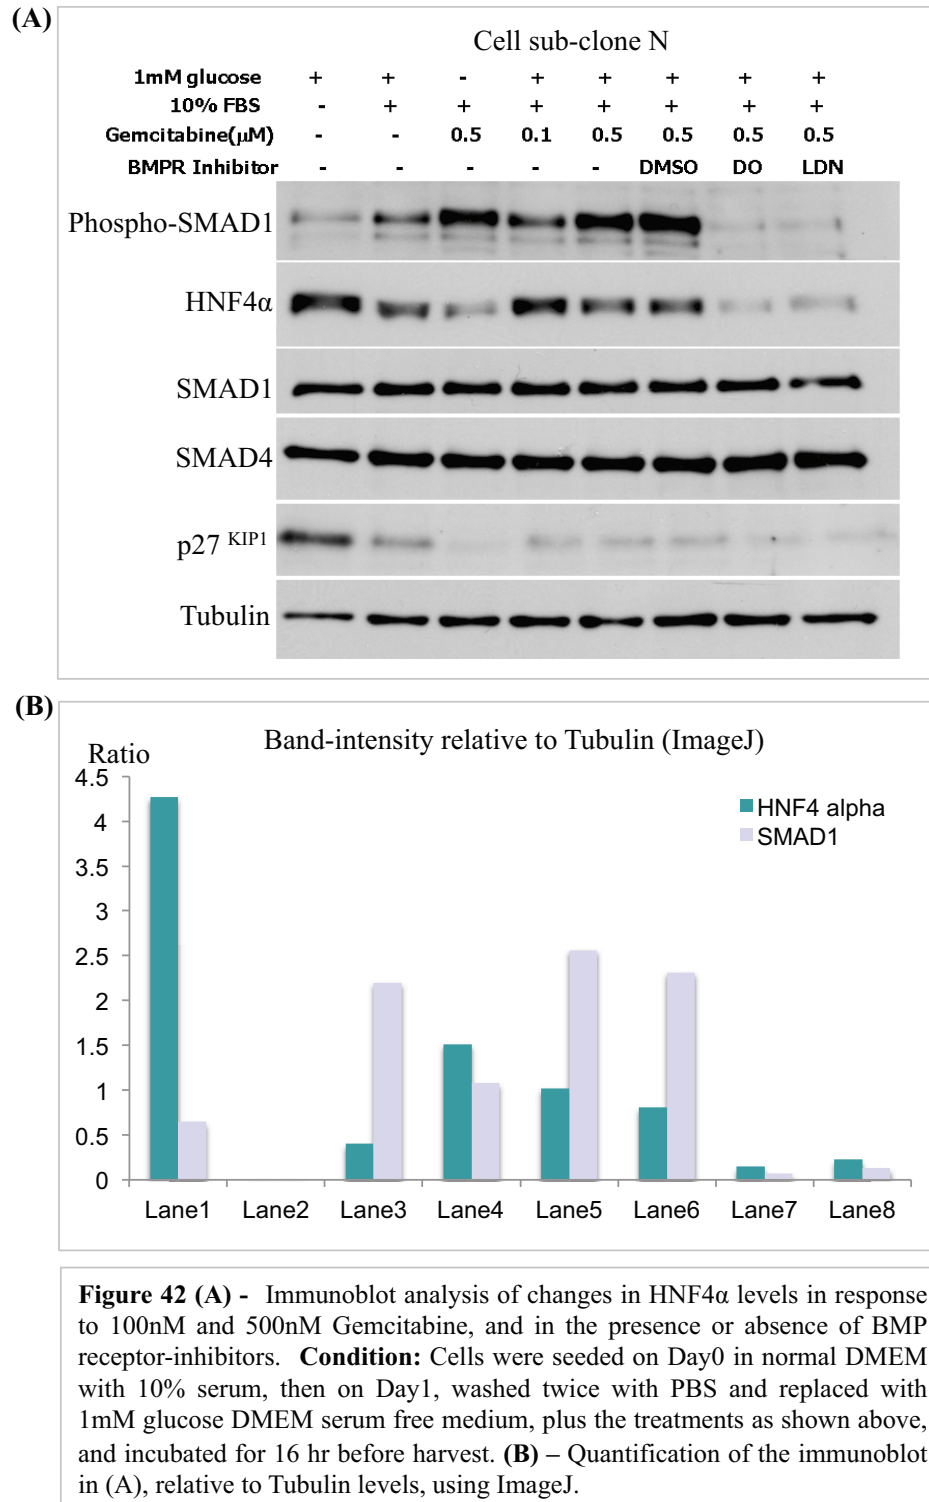 (A)
Cell sub-clone N
1mM glucose + + - + + + + +
10% FBS - + + + + + + +
Gemcitabine(μM) - - 0.5 0.1 0.5 0.5 0.5 0.5
BMPR Inhibitor - - - - - DMSO DO LDN
Phospho-SMAD1
HNF4α
SMAD1
SMAD4
p27 KIP1
Tubulin
(B)
Band-intensity relative to Tubulin (ImageJ)
Ratio
4.5
4
3.5
3
2.5
2
1.5
1
0.5
0
HNF4 alpha
SMAD1
Lane1 Lane2 Lane3 Lane4 Lane5 Lane6 Lane7 Lane8
Figure 42 (A) - Immunoblot analysis of changes in HNF4α levels in response
to 100nM and 500nM Gemcitabine, and in the presence or absence of BMP
receptor-inhibitors. Condition: Cells were seeded on Day0 in normal DMEM
with 10% serum, then on Day1, washed twice with PBS and replaced with
1mM glucose DMEM serum free medium, plus the treatments as shown above,
and incubated for 16 hr before harvest. (B) – Quantification of the immunoblot
in (A), relative to Tubulin levels, using ImageJ.